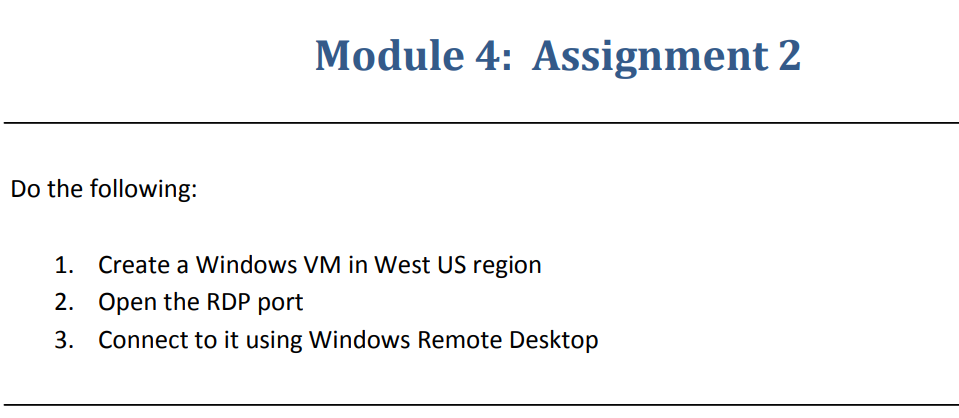 Module 4:  Assignment 2
Do the following:
1. Create a Windows VM in West US region
2. Open the RDP port
3. Connect to it using Windows Remote Desktop